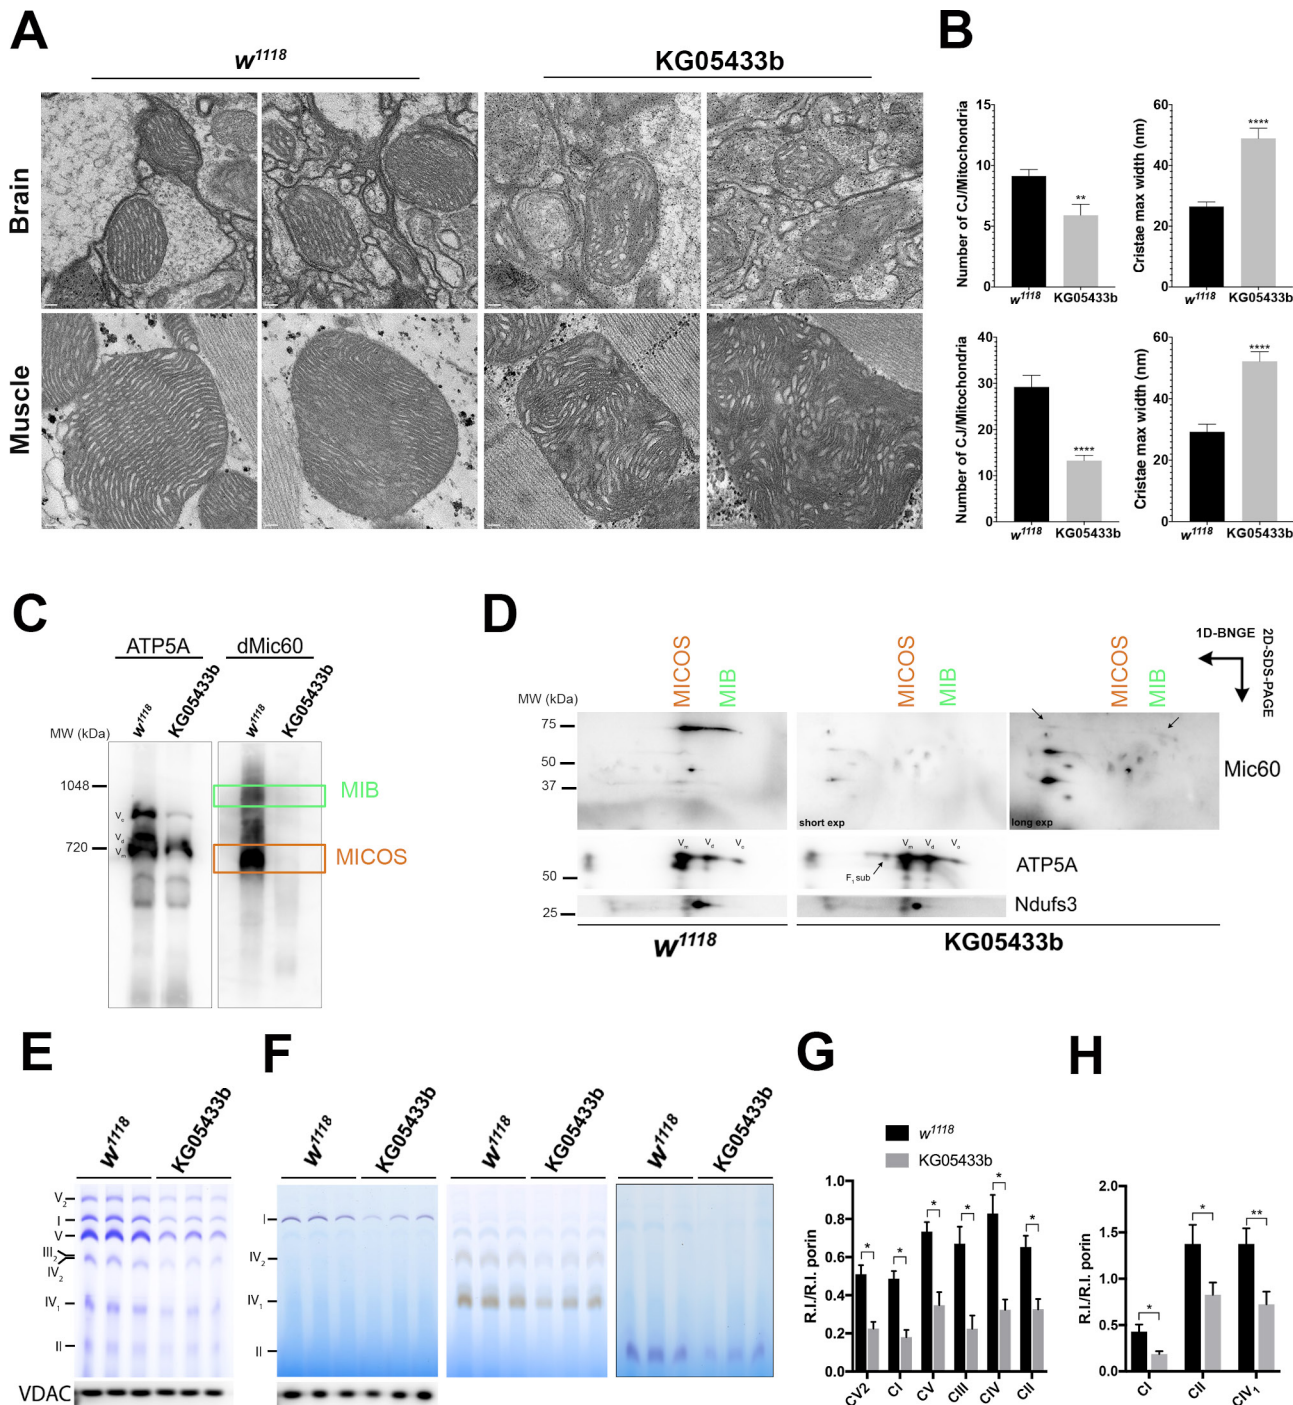 A
w1118
KG05433b
Brain
Muscle
B
Number of CJ/Mitochondria
15
10
5
0
**
w1118
KG05433b
Cristae max width (nm)
60
40
20
0
****
w1118
KG05433b
Number of CJ/Mitochondria
40
30
20
10
0
****
w1118
KG05433b
Cristae max width (nm)
60
40
20
0
****
w1118
KG05433b
C
ATP5A
dMic60
w1118
KG05433b
w1118
KG05433b
MW (kDa)
1048
720
Vo
Vd
Vm
MIB
MICOS
D
MICOS
MIB
MICOS
MIB
MICOS
MIB
1D-BNGE
2D-SDS-PAGE
MW (kDa)
75
50
37
short exp
long exp
Mic60
50
Vm
Vd
Vo
F1 sub
Vm
Vd
Vo
ATP5A
25
Ndufs3
w1118
KG05433b
E
w1118
KG05433b
V2
I
V
III2
IV2
IV1
II
VDAC
F
w1118
KG05433b
w1118
KG05433b
w1118
KG05433b
I
IV2
IV1
II
G
w1118
KG05433b
R.I./R.I. porin
1.0
0.8
0.6
0.4
0.2
0.0
*
*
*
*
*
*
CV2
CI
CV
CIII
CIV
CII
H
R.I./R.I. porin
2.0
1.5
1.0
0.5
0.0
*
*
**
CI
CII
CIV1